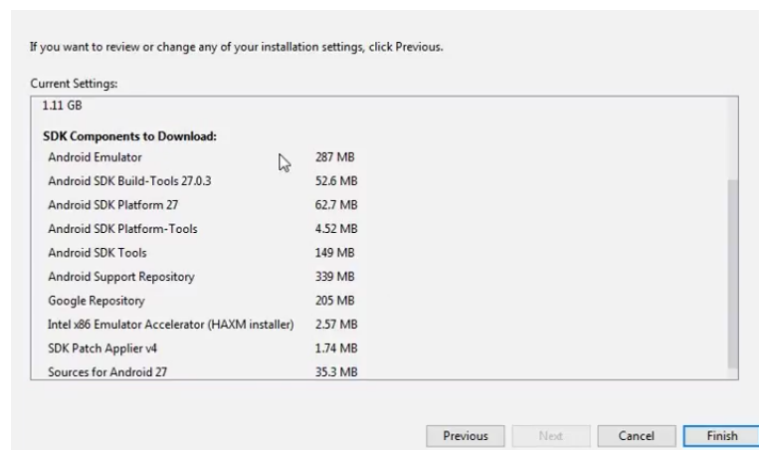 If you want to review or change any of your installation settings, click Previous.
Current Settings:
1.11 GB
SDK Components to Download:
Android Emulator 287 MB
Android SDK Build-Tools 27.0.3 52.6 MB
Android SDK Platform 27 62.7 MB
Android SDK Platform-Tools 4.52 MB
Android SDK Tools 149 MB
Android Support Repository 339 MB
Google Repository 205 MB
Intel x86 Emulator Accelerator (HAXM installer) 2.57 MB
SDK Patch Applier v4 1.74 MB
Sources for Android 27 35.3 MB
Previous Next Cancel Finish